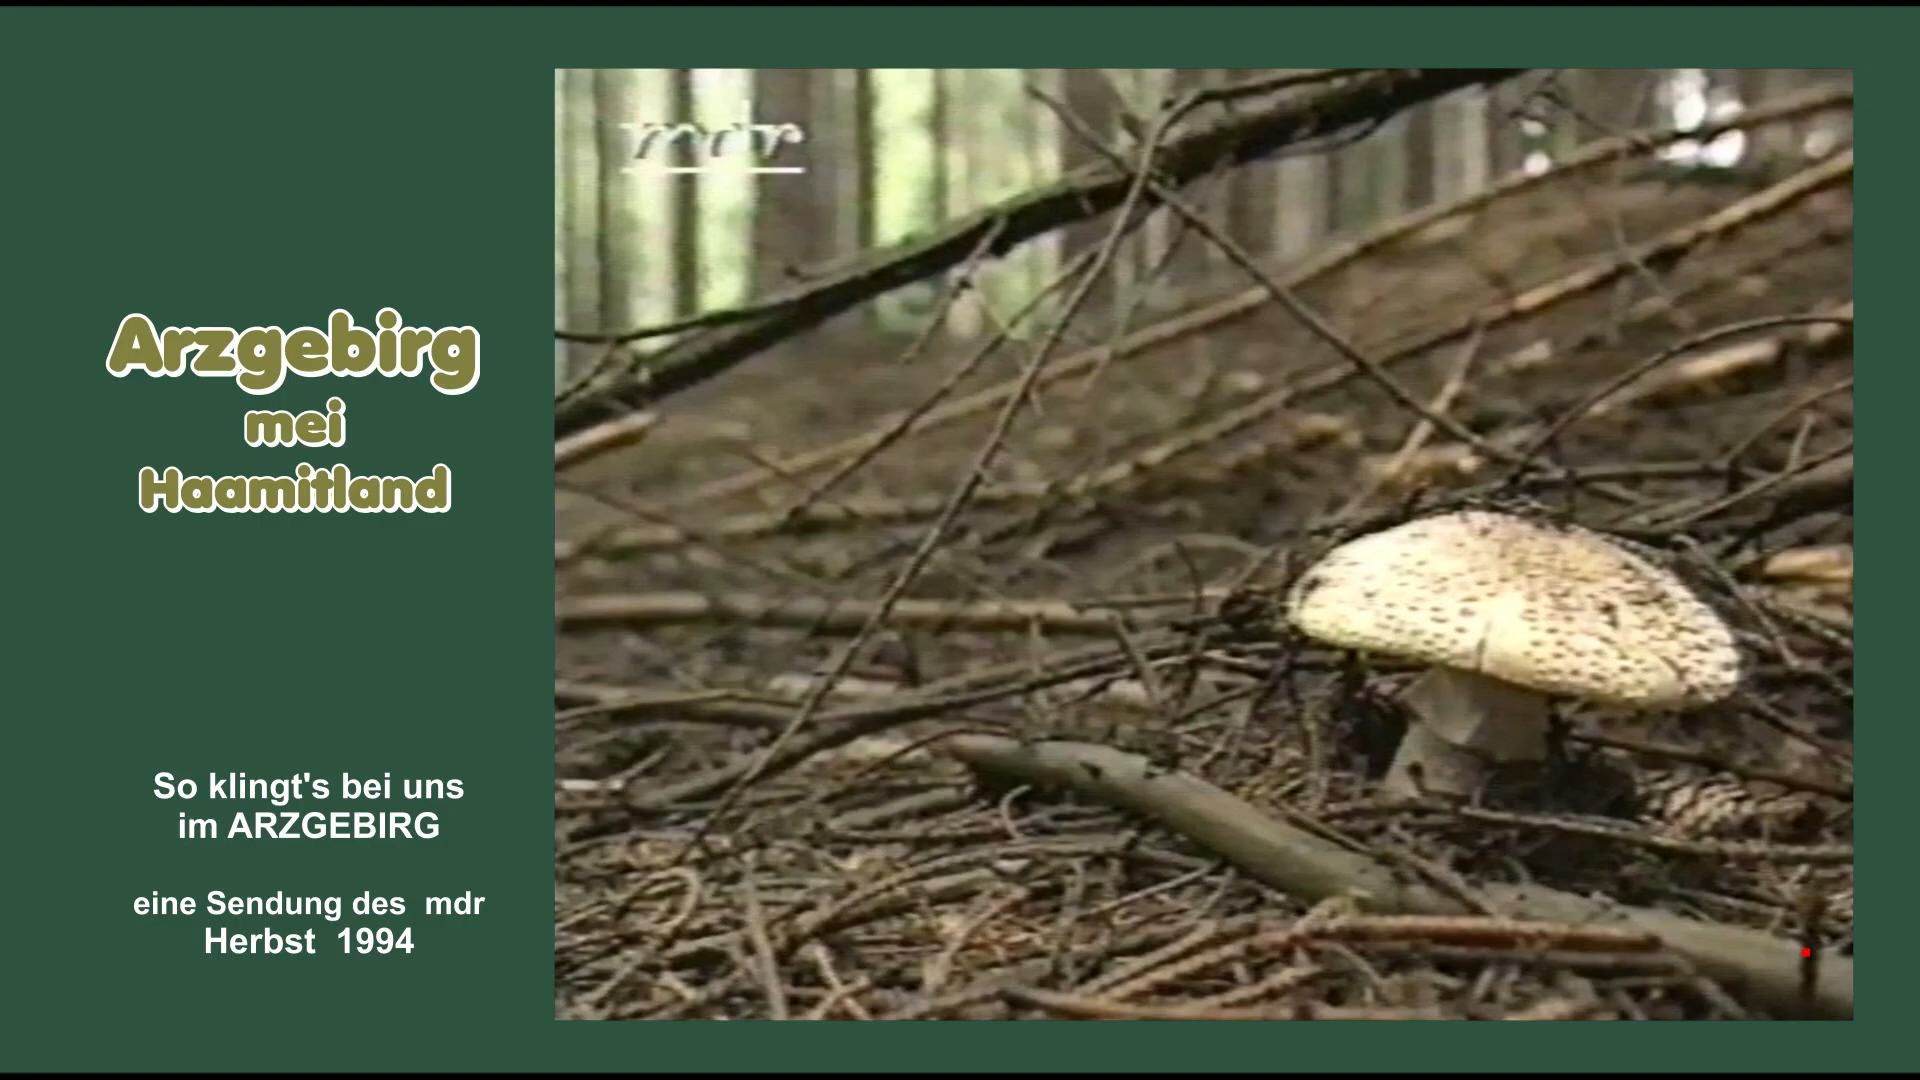 Arzgebirg
mei
Haamitland
So klingt's bei uns
im ARZGEBIRG
eine Sendung des mdr
Herbst 1994
mdr